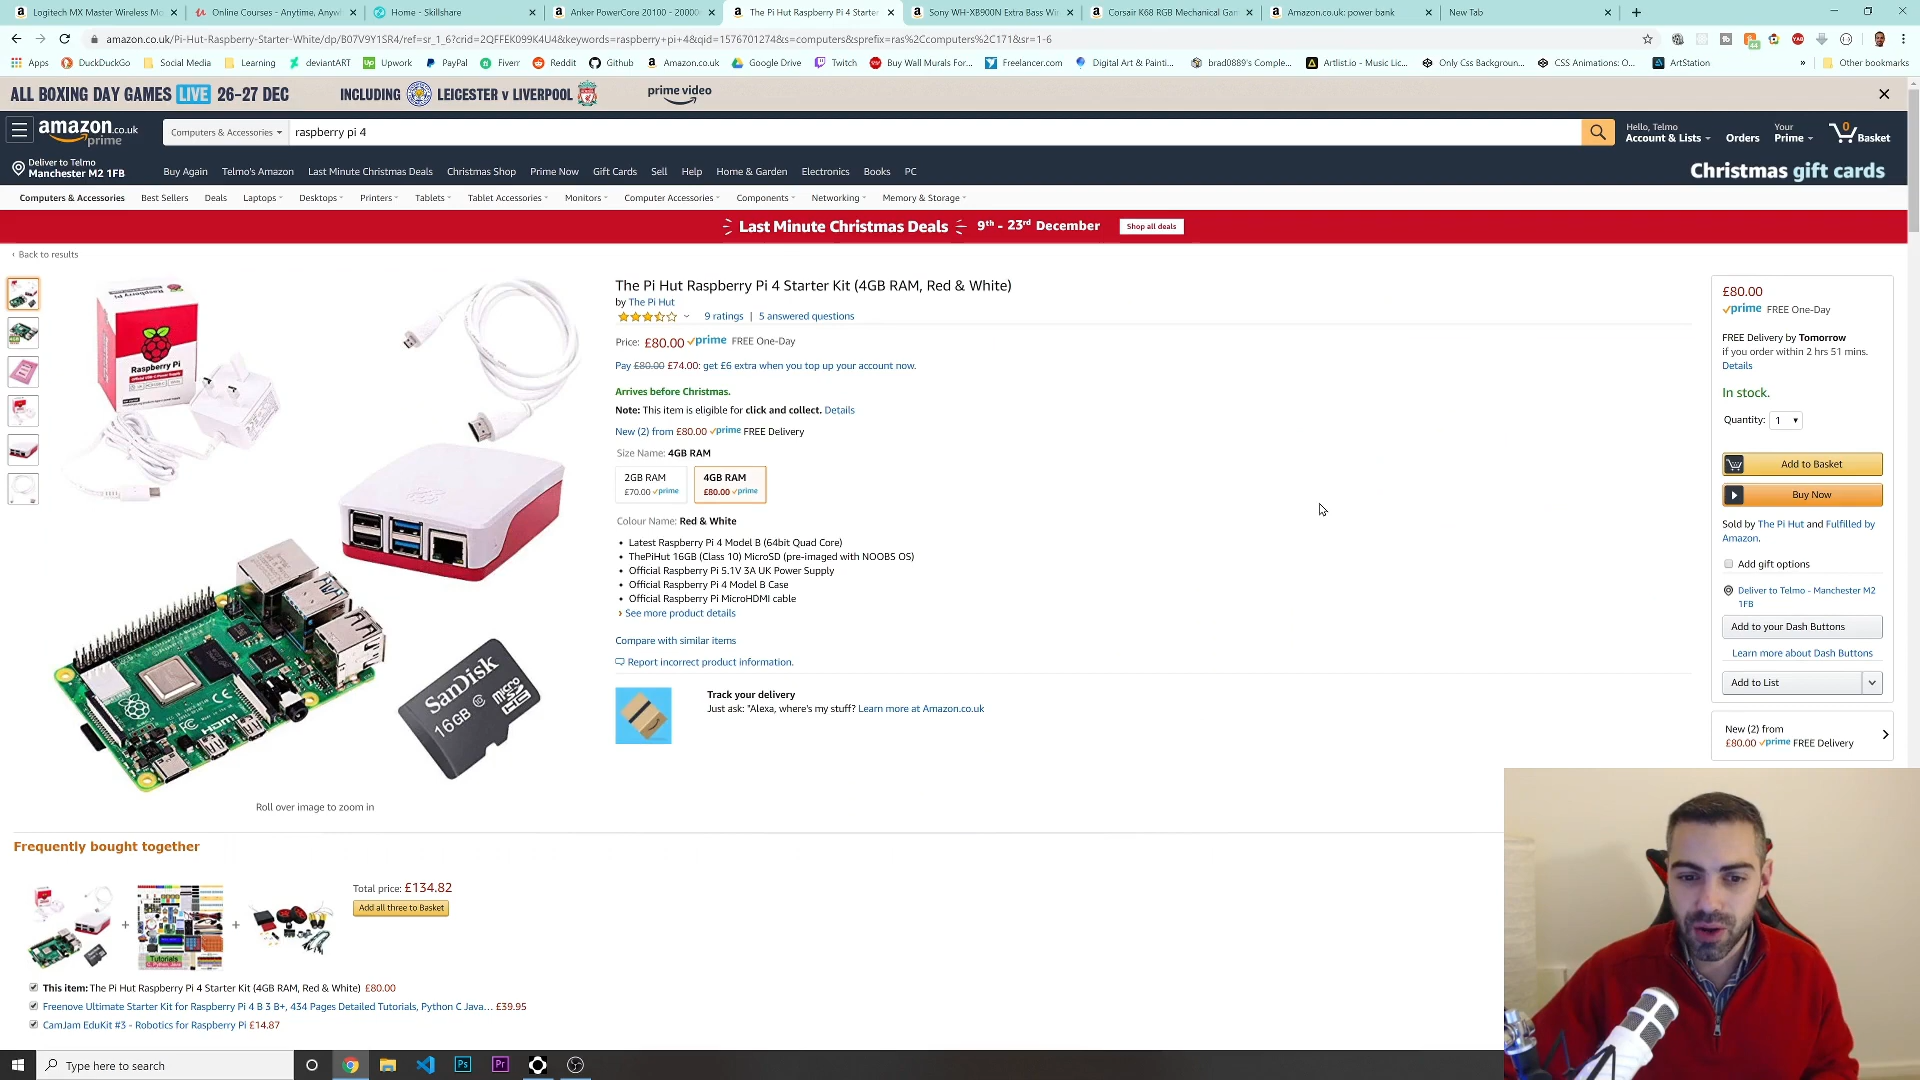 Logitech MX Master Wireless Mo
Online Courses - Anytime, Anywh
Home - Skillshare
Anker PowerCore 20100 - 20000
The Pi Hut Raspberry Pi 4 Starter
Sony WH-XB900N Extra Bass Wir
Corsair K68 RGB Mechanical Gam
Amazon.co.uk: power bank
New Tab
amazon.co.uk/Pi-Hut-Raspberry-Starter-White/dp/B07V9Y1SR4/ref=sr_1_6?crid=2QFFEK099K4U4&keywords=raspberry+pi+4&qid=1576701274&s=computers&sprefix=ras%2Ccomputers%2C171&sr=1-6
Apps DuckDuckGo Social Media Learning deviantART Upwork PayPal Fiverr Reddit Github Amazon.co.uk Google Drive Twitch Buy Wall Murals For... Freelancer.com Digital Art & Painti... brad0889's Comple... Artlist.io - Music Lic... Only Css Backgroun... CSS Animations: O... ArtStation » Other bookmarks
ALL BOXING DAY GAMES LIVE 26-27 DEC INCLUDING LEICESTER v LIVERPOOL prime video
amazon.co.uk
prime
Computers & Accessories
raspberry pi 4
Hello, Telmo
Account & Lists
Orders
Your
Prime
0
Basket
Deliver to Telmo
Manchester M2 1FB
Buy Again Telmo's Amazon Last Minute Christmas Deals Christmas Shop Prime Now Gift Cards Sell Help Home & Garden Electronics Books PC
Christmas gift cards
Computers & Accessories Best Sellers Deals Laptops Desktops Printers Tablets Tablet Accessories Monitors Computer Accessories Components Networking Memory & Storage
Last Minute Christmas Deals 9th - 23rd December Shop all deals
‹ Back to results
Raspberry Pi
SanDisk
16GB
micro
HDMI
Roll over image to zoom in
The Pi Hut Raspberry Pi 4 Starter Kit (4GB RAM, Red & White)
by The Pi Hut
9 ratings | 5 answered questions
Price: £80.00 prime FREE One-Day
Pay £80.00 £74.00: get £6 extra when you top up your account now.
Arrives before Christmas.
Note: This item is eligible for click and collect. Details
New (2) from £80.00 prime FREE Delivery
Size Name: 4GB RAM
2GB RAM
£70.00 prime
4GB RAM
£80.00 prime
Colour Name: Red & White
• Latest Raspberry Pi 4 Model B (64bit Quad Core)
• ThePiHut 16GB (Class 10) MicroSD (pre-imaged with NOOBS OS)
• Official Raspberry Pi 5.1V 3A UK Power Supply
• Official Raspberry Pi 4 Model B Case
• Official Raspberry Pi MicroHDMI cable
› See more product details
Compare with similar items
Report incorrect product information.
Track your delivery
Just ask: "Alexa, where's my stuff? Learn more at Amazon.co.uk
£80.00
prime FREE One-Day
FREE Delivery by Tomorrow
if you order within 2 hrs 51 mins.
Details
In stock.
Quantity: 1
Add to Basket
Buy Now
Sold by The Pi Hut and Fulfilled by
Amazon.
Add gift options
Deliver to Telmo - Manchester M2
1FB
Add to your Dash Buttons
Learn more about Dash Buttons
Add to List
New (2) from
£80.00 prime FREE Delivery
Frequently bought together
Tutorials
Total price: £134.82
Add all three to Basket
This item: The Pi Hut Raspberry Pi 4 Starter Kit (4GB RAM, Red & White) £80.00
Freenove Ultimate Starter Kit for Raspberry Pi 4 B 3 B+, 434 Pages Detailed Tutorials, Python C Java... £39.95
CamJam EduKit #3 - Robotics for Raspberry Pi £14.87
Type here to search